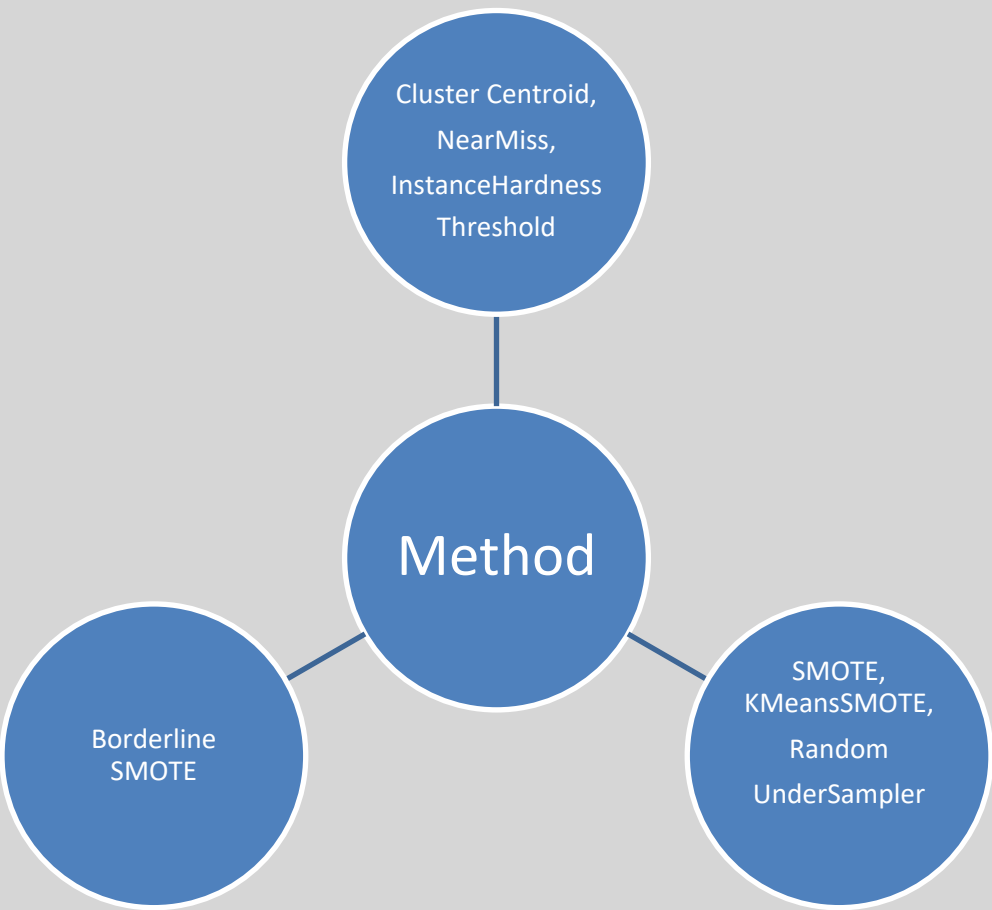 Cluster Centroid,
NearMiss,
InstanceHardness
Threshold
Method
Borderline
SMOTE
SMOTE,
KMeansSMOTE,
Random
UnderSampler